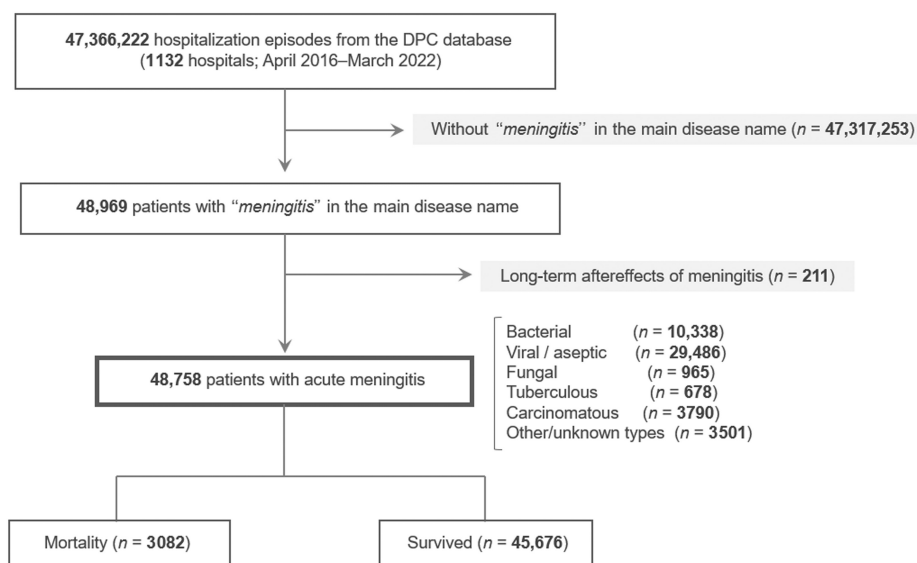 47,366,222 hospitalization episodes from the DPC database
(1132 hospitals; April 2016–March 2022)
Without “meningitis” in the main disease name (n = 47,317,253)
48,969 patients with “meningitis” in the main disease name
Long-term aftereffects of meningitis (n = 211)
Bacterial (n = 10,338)
Viral / aseptic (n = 29,486)
Fungal (n = 965)
Tuberculous (n = 678)
Carcinomatous (n = 3790)
Other/unknown types (n = 3501)
48,758 patients with acute meningitis
Mortality (n = 3082)
Survived (n = 45,676)